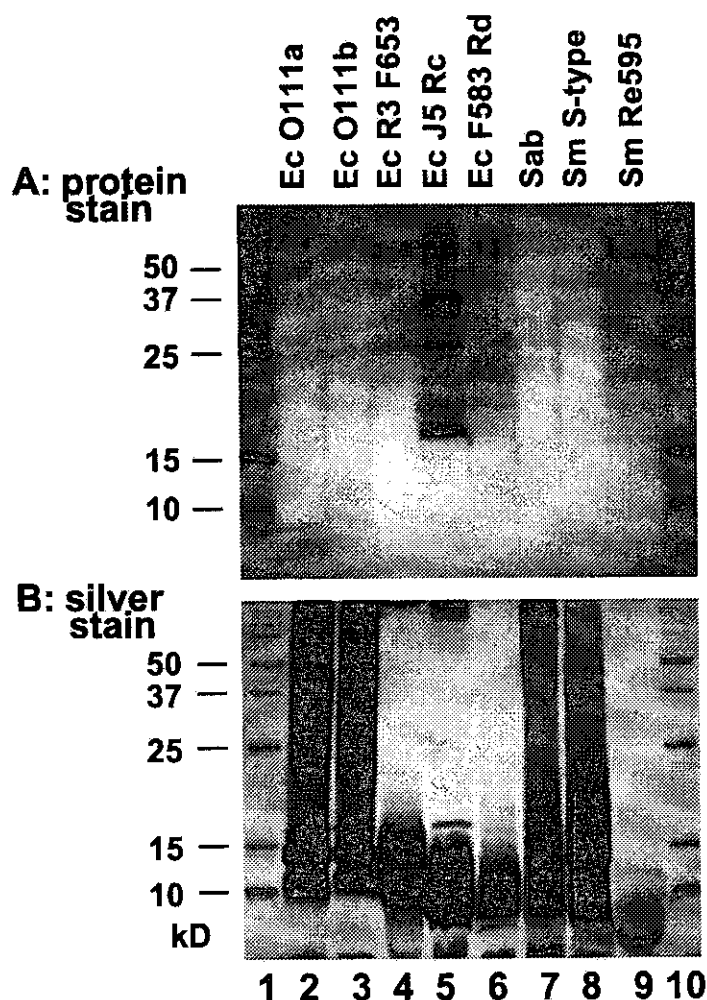 Ec O111a
Ec O111b
Ec R3 F653
Ec J5 Rc
Ec F583 Rd
Sab
Sm S-type
Sm Re595
A: protein
stain
50
37
25
15
10
B: silver
stain
50
37
25
15
10
kD
1 2 3 4 5 6 7 8 9 10